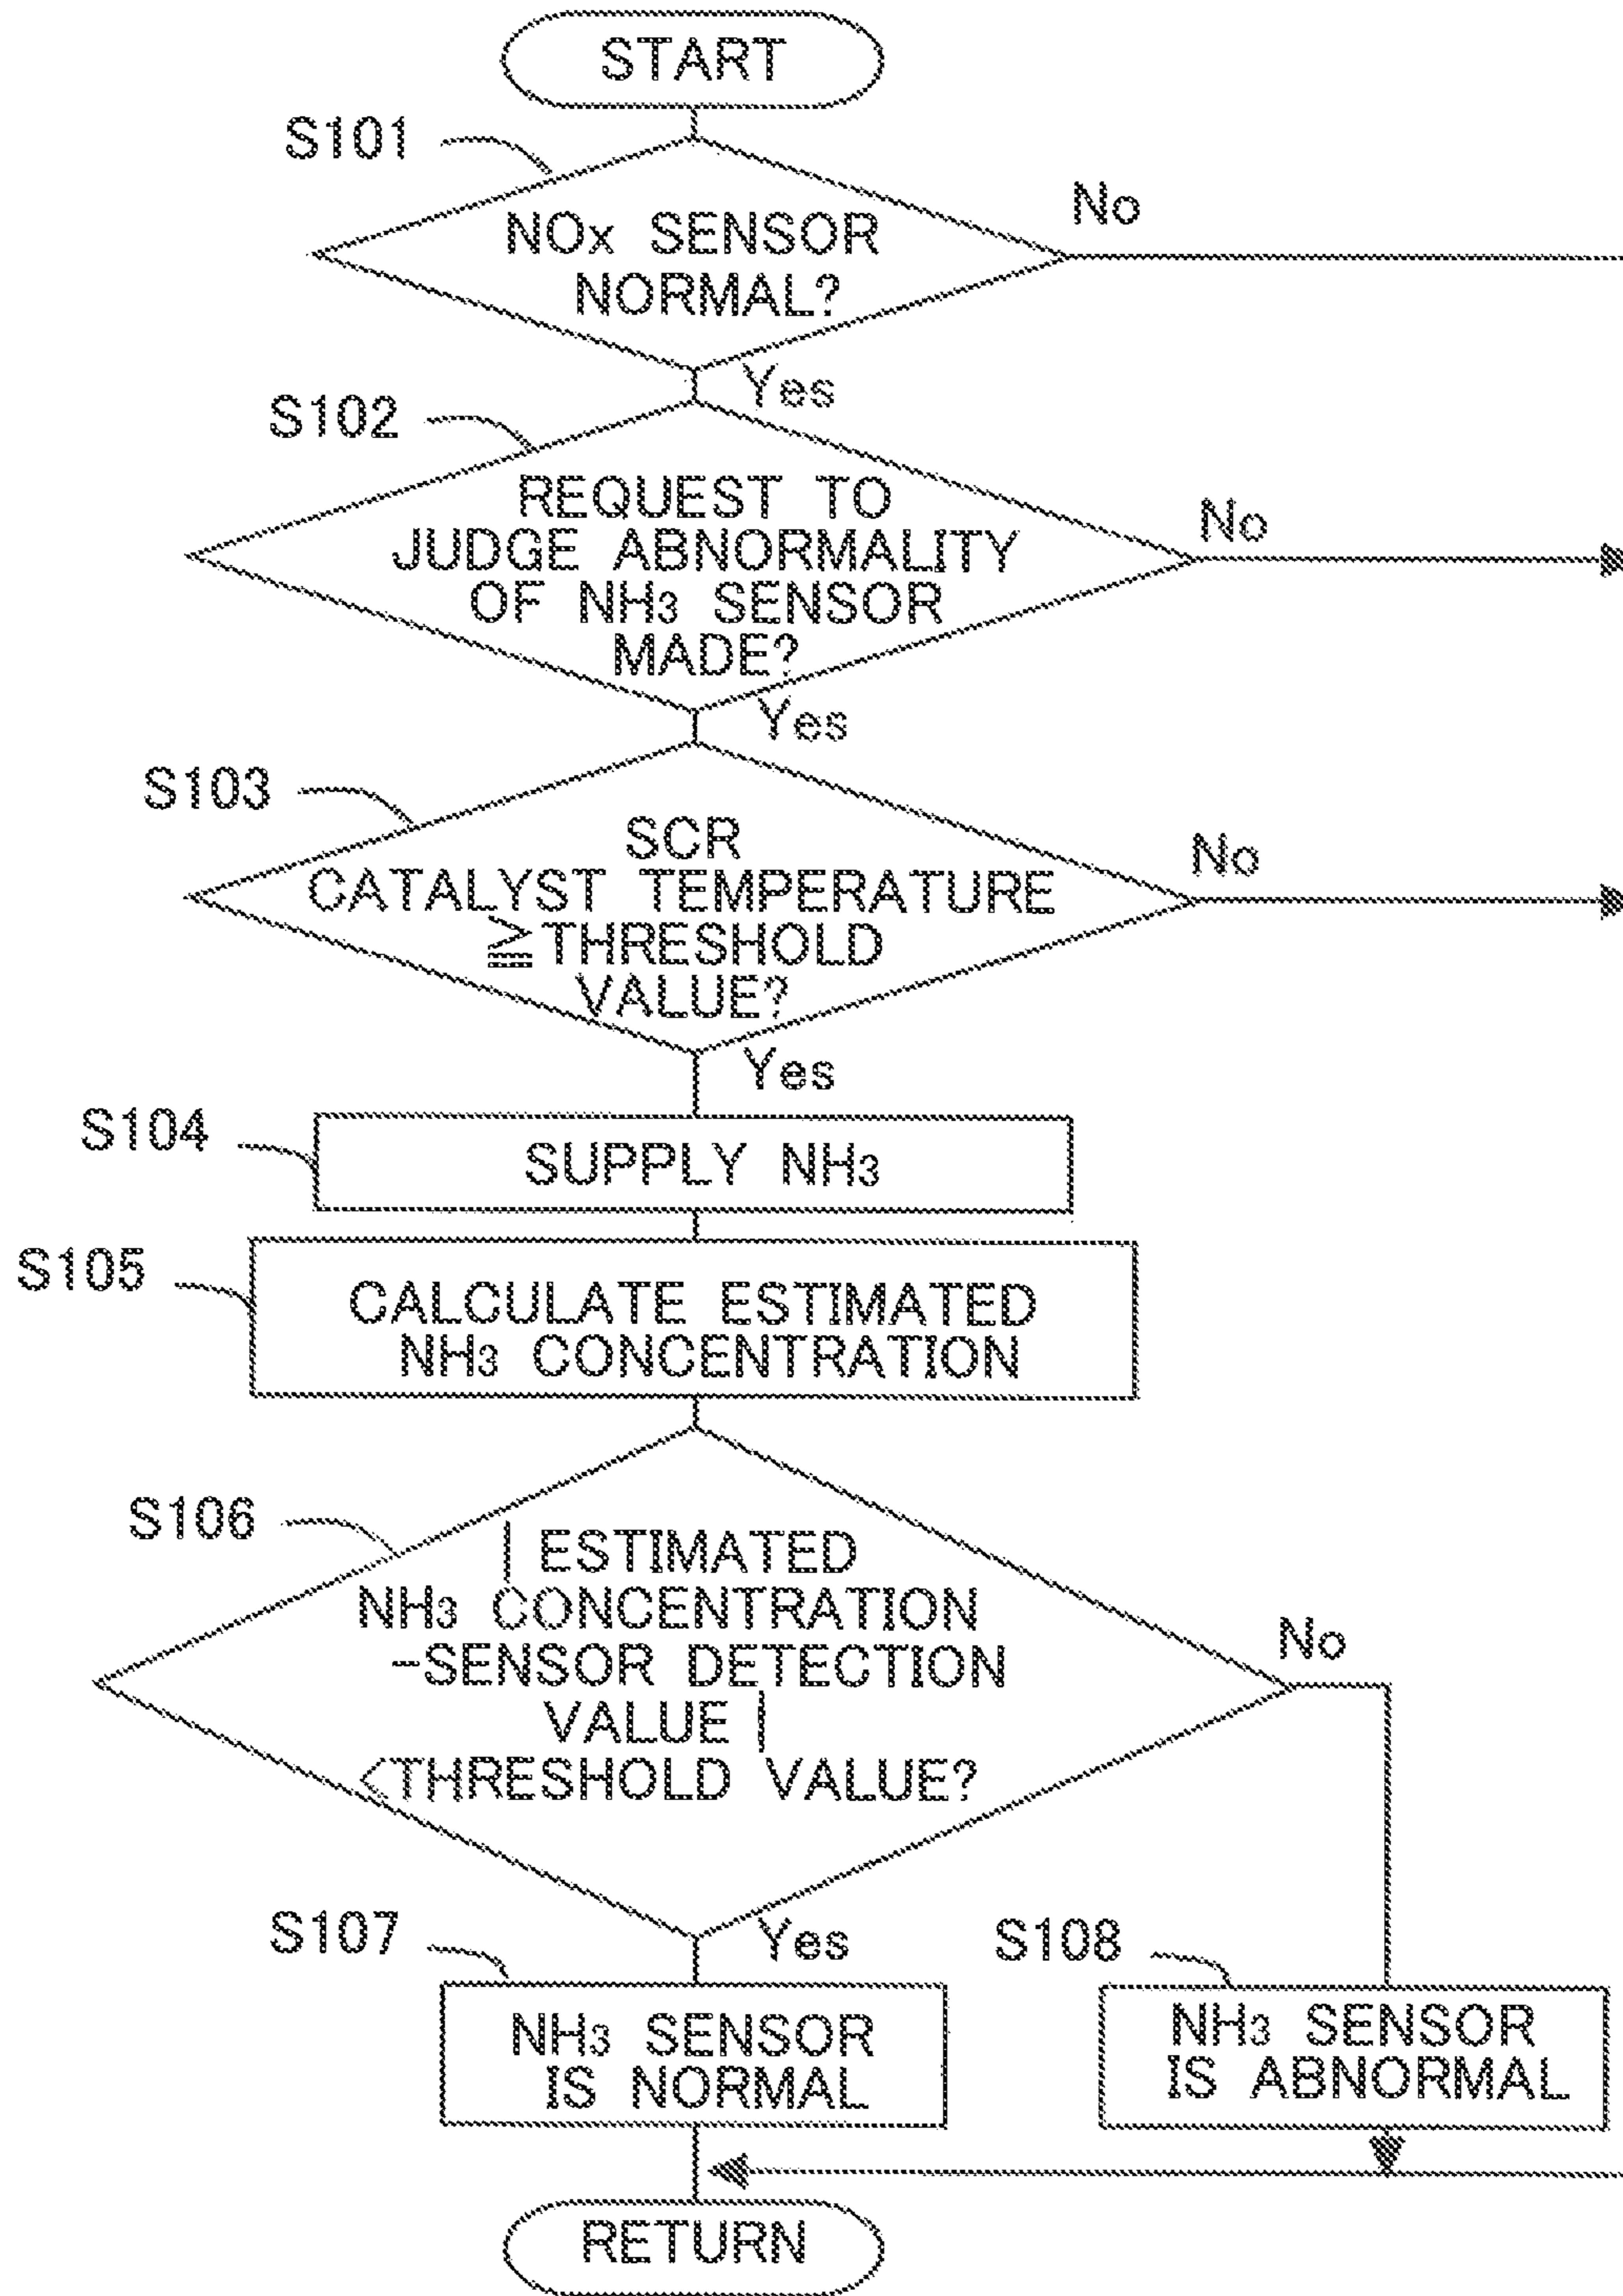 START
S101
NOx SENSOR
NORMAL?
No
Yes
S102
REQUEST TO
JUDGE ABNORMALITY
OF NH3 SENSOR
MADE?
No
Yes
S103
SCR
CATALYST TEMPERATURE
≧THRESHOLD
VALUE?
No
Yes
S104
SUPPLY NH3
S105
CALCULATE ESTIMATED
NH3 CONCENTRATION
S106
| ESTIMATED
NH3 CONCENTRATION
-SENSOR DETECTION
VALUE |
<THRESHOLD VALUE?
No
Yes
S107
NH3 SENSOR
IS NORMAL
S108
NH3 SENSOR
IS ABNORMAL
RETURN